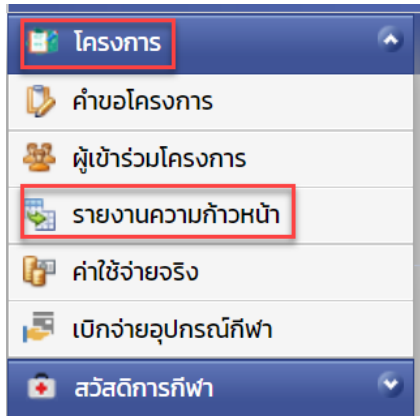 โครงการ
คำขอโครงการ
ผู้เข้าร่วมโครงการ
รายงานความก้าวหน้า
ค่าใช้จ่ายจริง
เบิกจ่ายอุปกรณ์กีฬา
สวัสดิการกีฬา